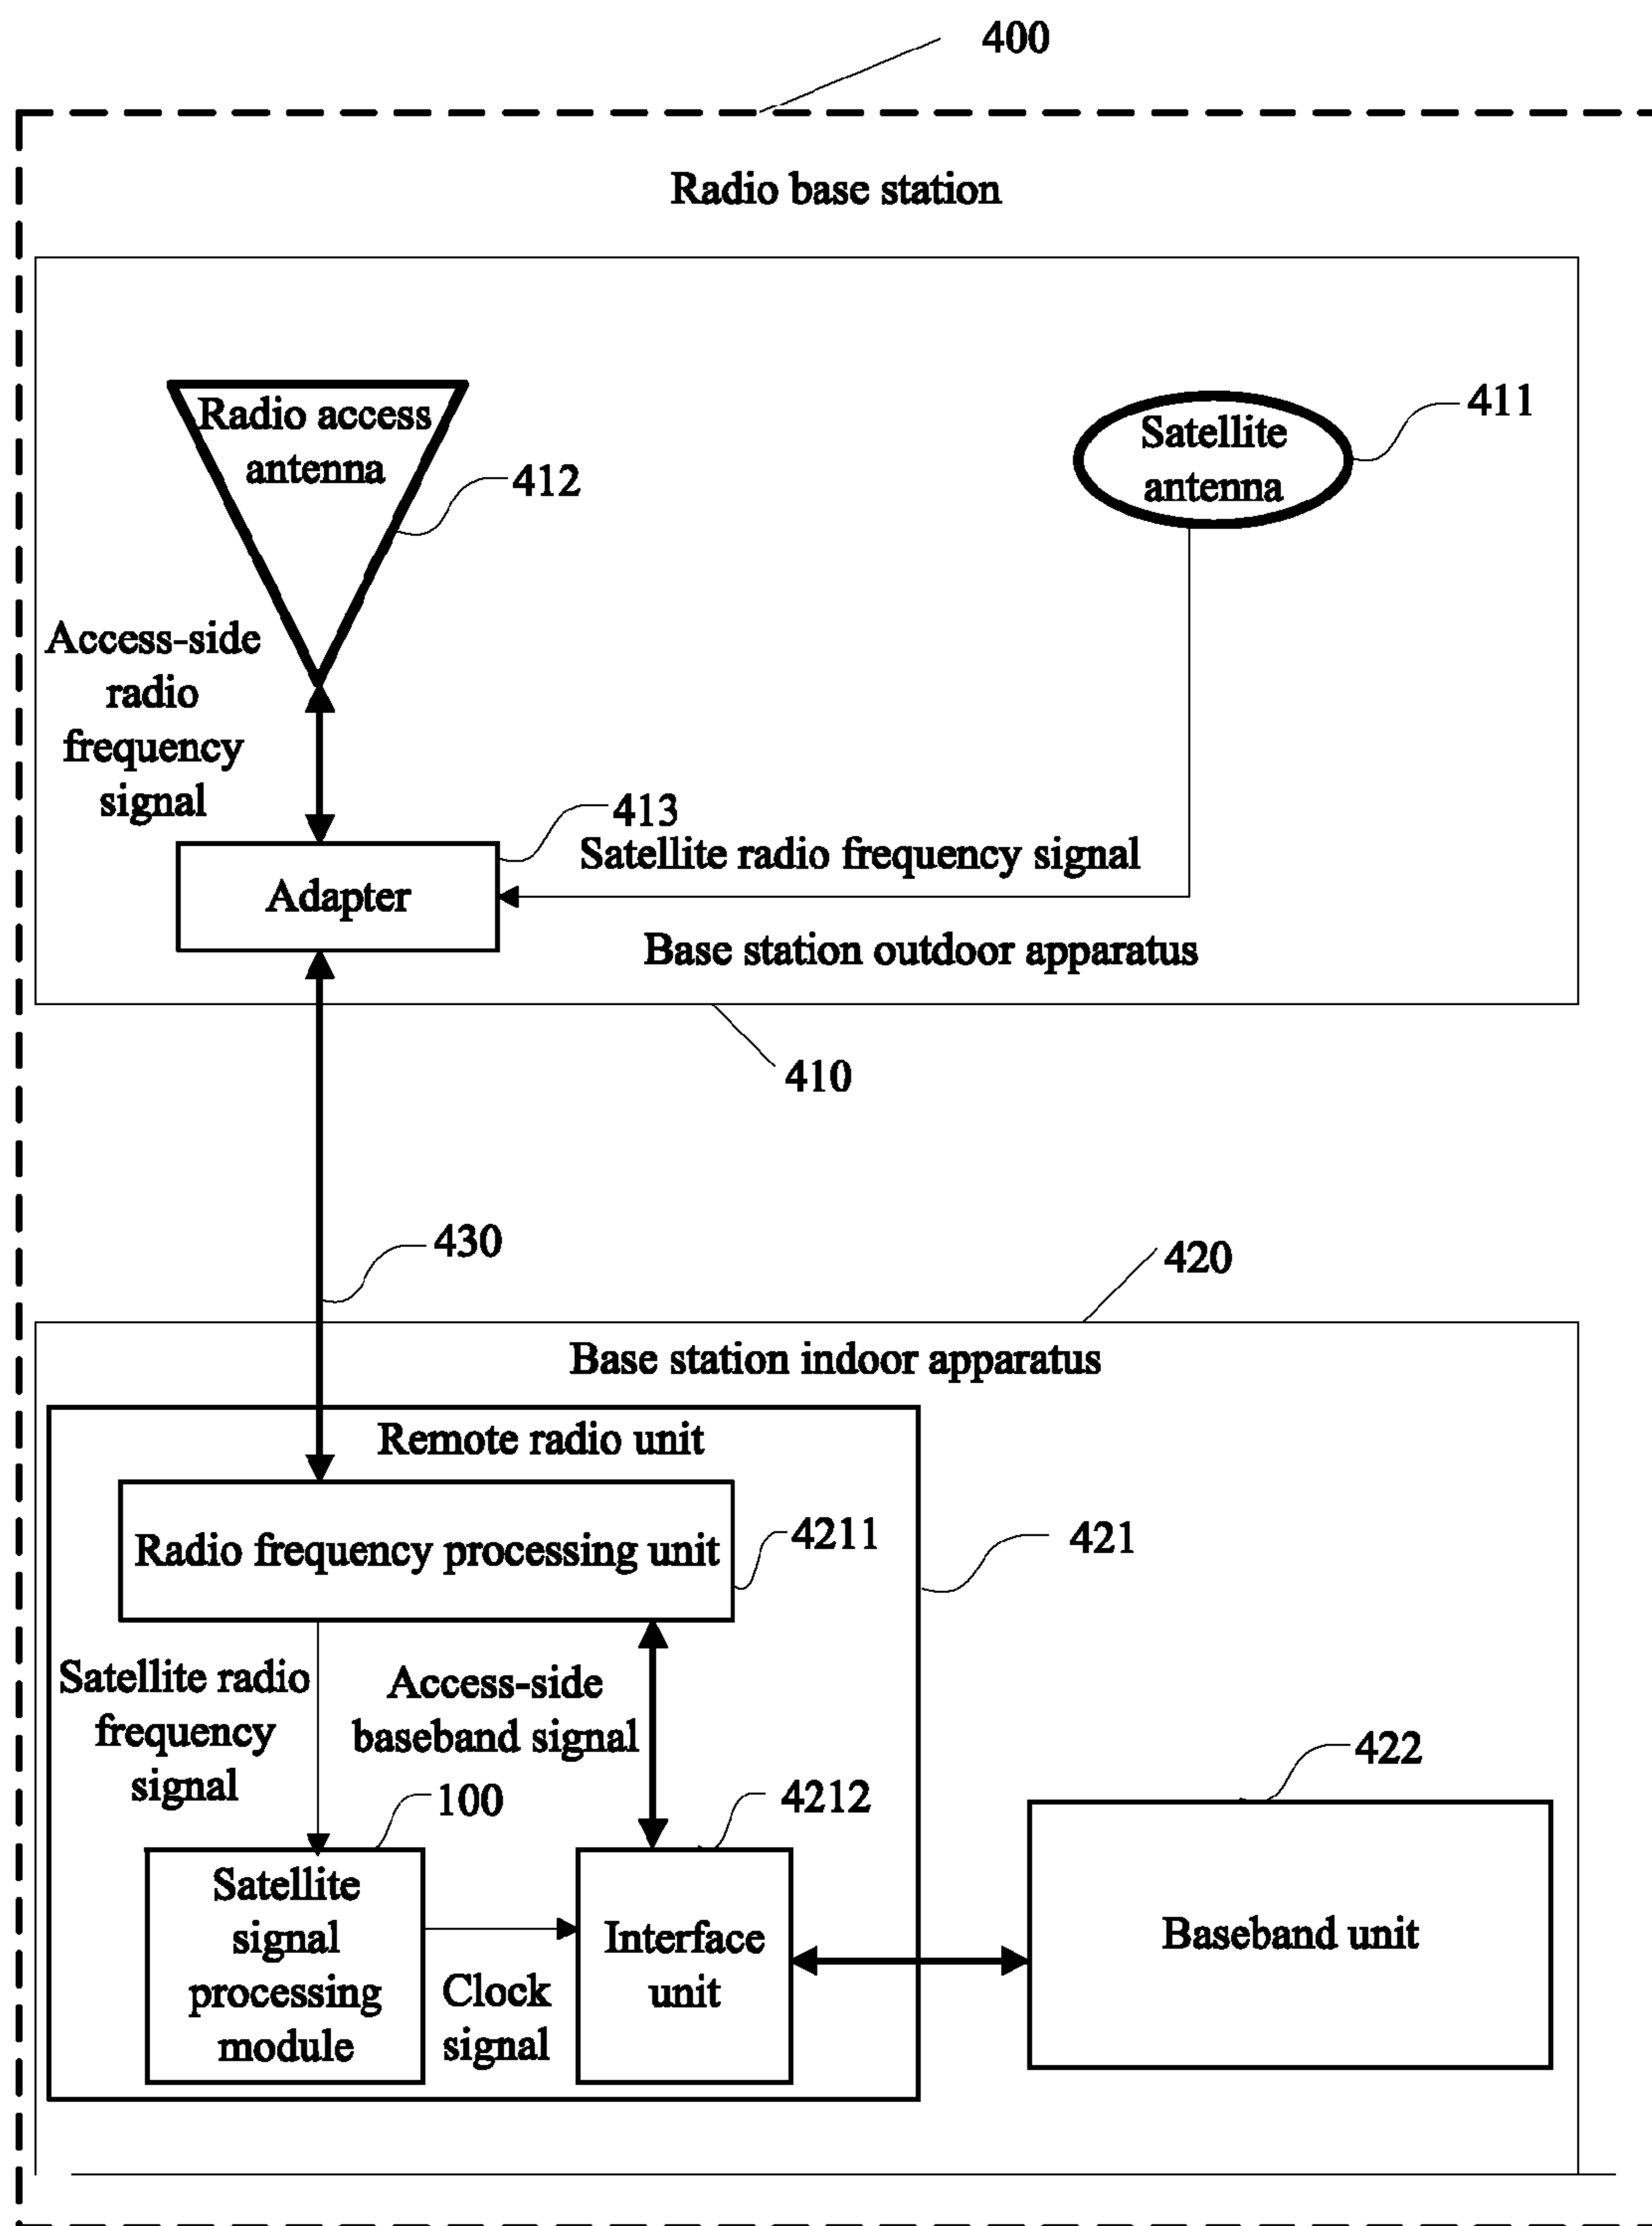 400
Radio base station
Radio access
antenna
412
Satellite
antenna
411
Access-side
radio
frequency
signal
413
Satellite radio frequency signal
Adapter
Base station outdoor apparatus
410
430
420
Base station indoor apparatus
Remote radio unit
Radio frequency processing unit
4211
421
Satellite radio
frequency
signal
Access-side
baseband signal
100
4212
422
Satellite
signal
processing
module
Clock
signal
Interface
unit
Baseband unit